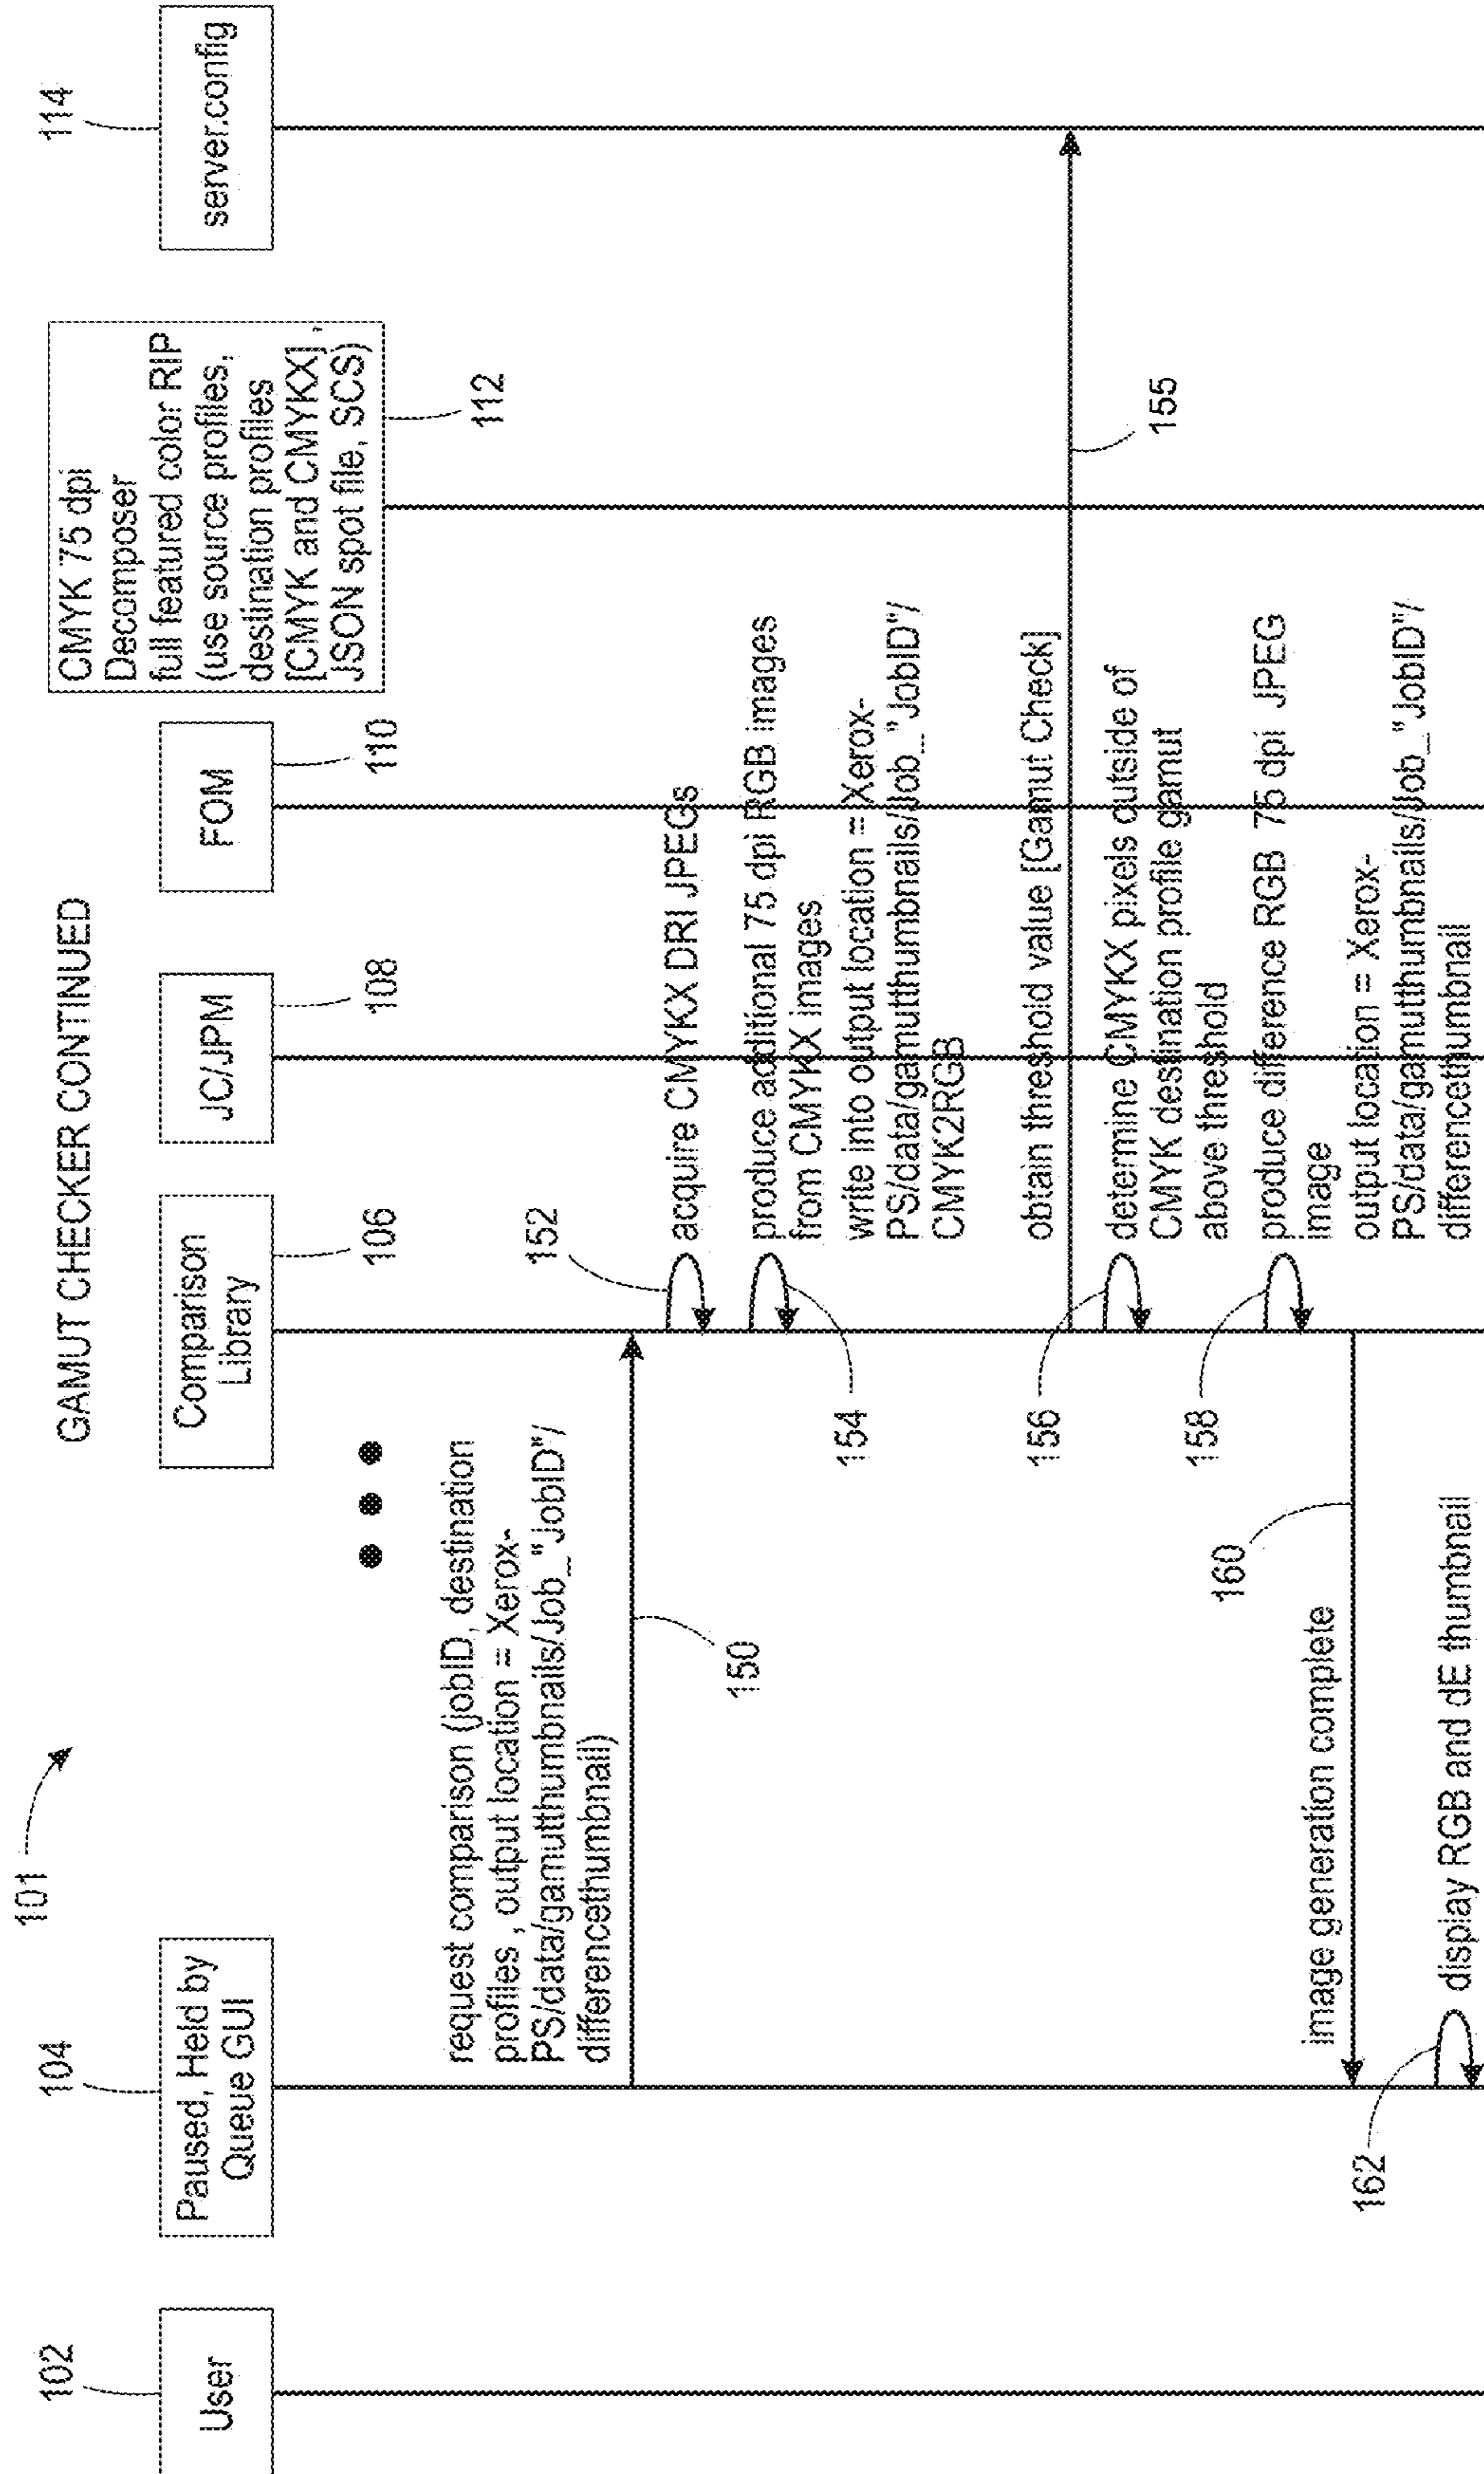 GAMUT CHECKER CONTINUED
101
102
User
104
Paused, Held by
Queue GUI
106
Comparison
Library
108
JC/JPM
110
FOM
CMYK 75 dpi
Decomposer
full featured color RIP
(use source profiles,
destination profiles
[CMYK and CMYKX] ,
JSON spot file, SCS)
112
114
server.config
request comparison (jobID, destination
profiles , output location = Xerox-
PS/data/gamutthumbnails/Job_"JobID"/
differencethumbnail)
150
152
acquire CMYKX DRI JPEGs
154
produce additional 75 dpi RGB images
from CMYKX images
write into output location = Xerox-
PS/data/gamutthumbnails/Job_"JobID"/
CMYK2RGB
obtain threshold value [Gamut Check]
155
156
determine CMYKX pixels outside of
CMYK destination profile gamut
above threshold
158
produce difference RGB 75 dpi JPEG
image
output location = Xerox-
PS/data/gamutthumbnails/Job_"JobID"/
differencethumbnail
image generation complete
160
162
display RGB and dE thumbnail